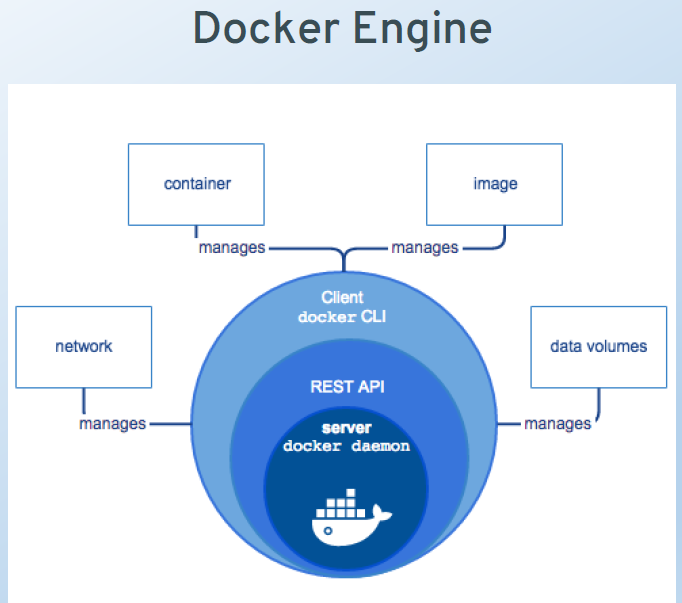 Docker Engine
container
image
manages
manages
Client
docker CLI
network
data volumes
REST API
manages
server
manages
docker daemon